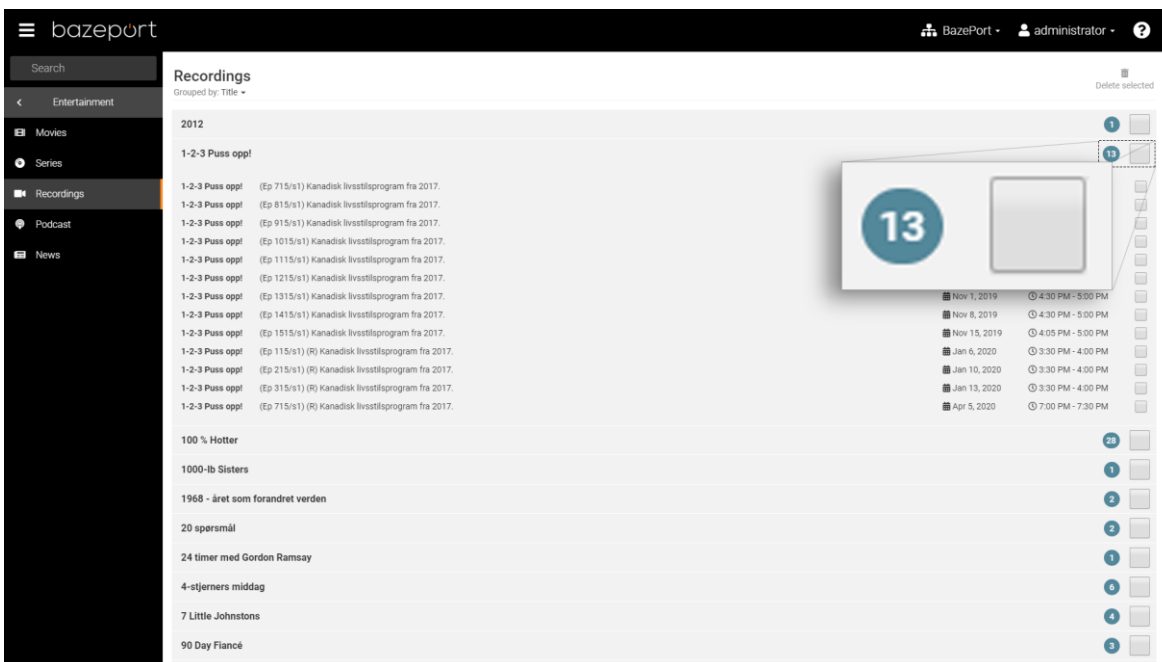 bazeport
BazePort
administrator
?
Search
Entertainment
Movies
Series
Recordings
Podcast
News
Recordings
Grouped by: Title
Delete selected
2012 1
1-2-3 Puss opp! 13
13
1-2-3 Puss opp! (Ep 715/s1) Kanadisk livsstilsprogram fra 2017.
1-2-3 Puss opp! (Ep 815/s1) Kanadisk livsstilsprogram fra 2017.
1-2-3 Puss opp! (Ep 915/s1) Kanadisk livsstilsprogram fra 2017.
1-2-3 Puss opp! (Ep 1015/s1) Kanadisk livsstilsprogram fra 2017.
1-2-3 Puss opp! (Ep 1115/s1) Kanadisk livsstilsprogram fra 2017.
1-2-3 Puss opp! (Ep 1215/s1) Kanadisk livsstilsprogram fra 2017.
1-2-3 Puss opp! (Ep 1315/s1) Kanadisk livsstilsprogram fra 2017. Nov 1, 2019 4:30 PM - 5:00 PM
1-2-3 Puss opp! (Ep 1415/s1) Kanadisk livsstilsprogram fra 2017. Nov 8, 2019 4:30 PM - 5:00 PM
1-2-3 Puss opp! (Ep 1515/s1) Kanadisk livsstilsprogram fra 2017. Nov 15, 2019 4:05 PM - 5:00 PM
1-2-3 Puss opp! (Ep 115/s1) (R) Kanadisk livsstilsprogram fra 2017. Jan 6, 2020 3:30 PM - 4:00 PM
1-2-3 Puss opp! (Ep 215/s1) (R) Kanadisk livsstilsprogram fra 2017. Jan 10, 2020 3:30 PM - 4:00 PM
1-2-3 Puss opp! (Ep 315/s1) (R) Kanadisk livsstilsprogram fra 2017. Jan 13, 2020 3:30 PM - 4:00 PM
1-2-3 Puss opp! (Ep 715/s1) (R) Kanadisk livsstilsprogram fra 2017. Apr 5, 2020 7:00 PM - 7:30 PM
100 % Hotter 28
1000-lb Sisters 1
1968 - året som forandret verden 2
20 spørsmål 2
24 timer med Gordon Ramsay 1
4-stjerners middag 6
7 Little Johnstons 4
90 Day Fiancé 3